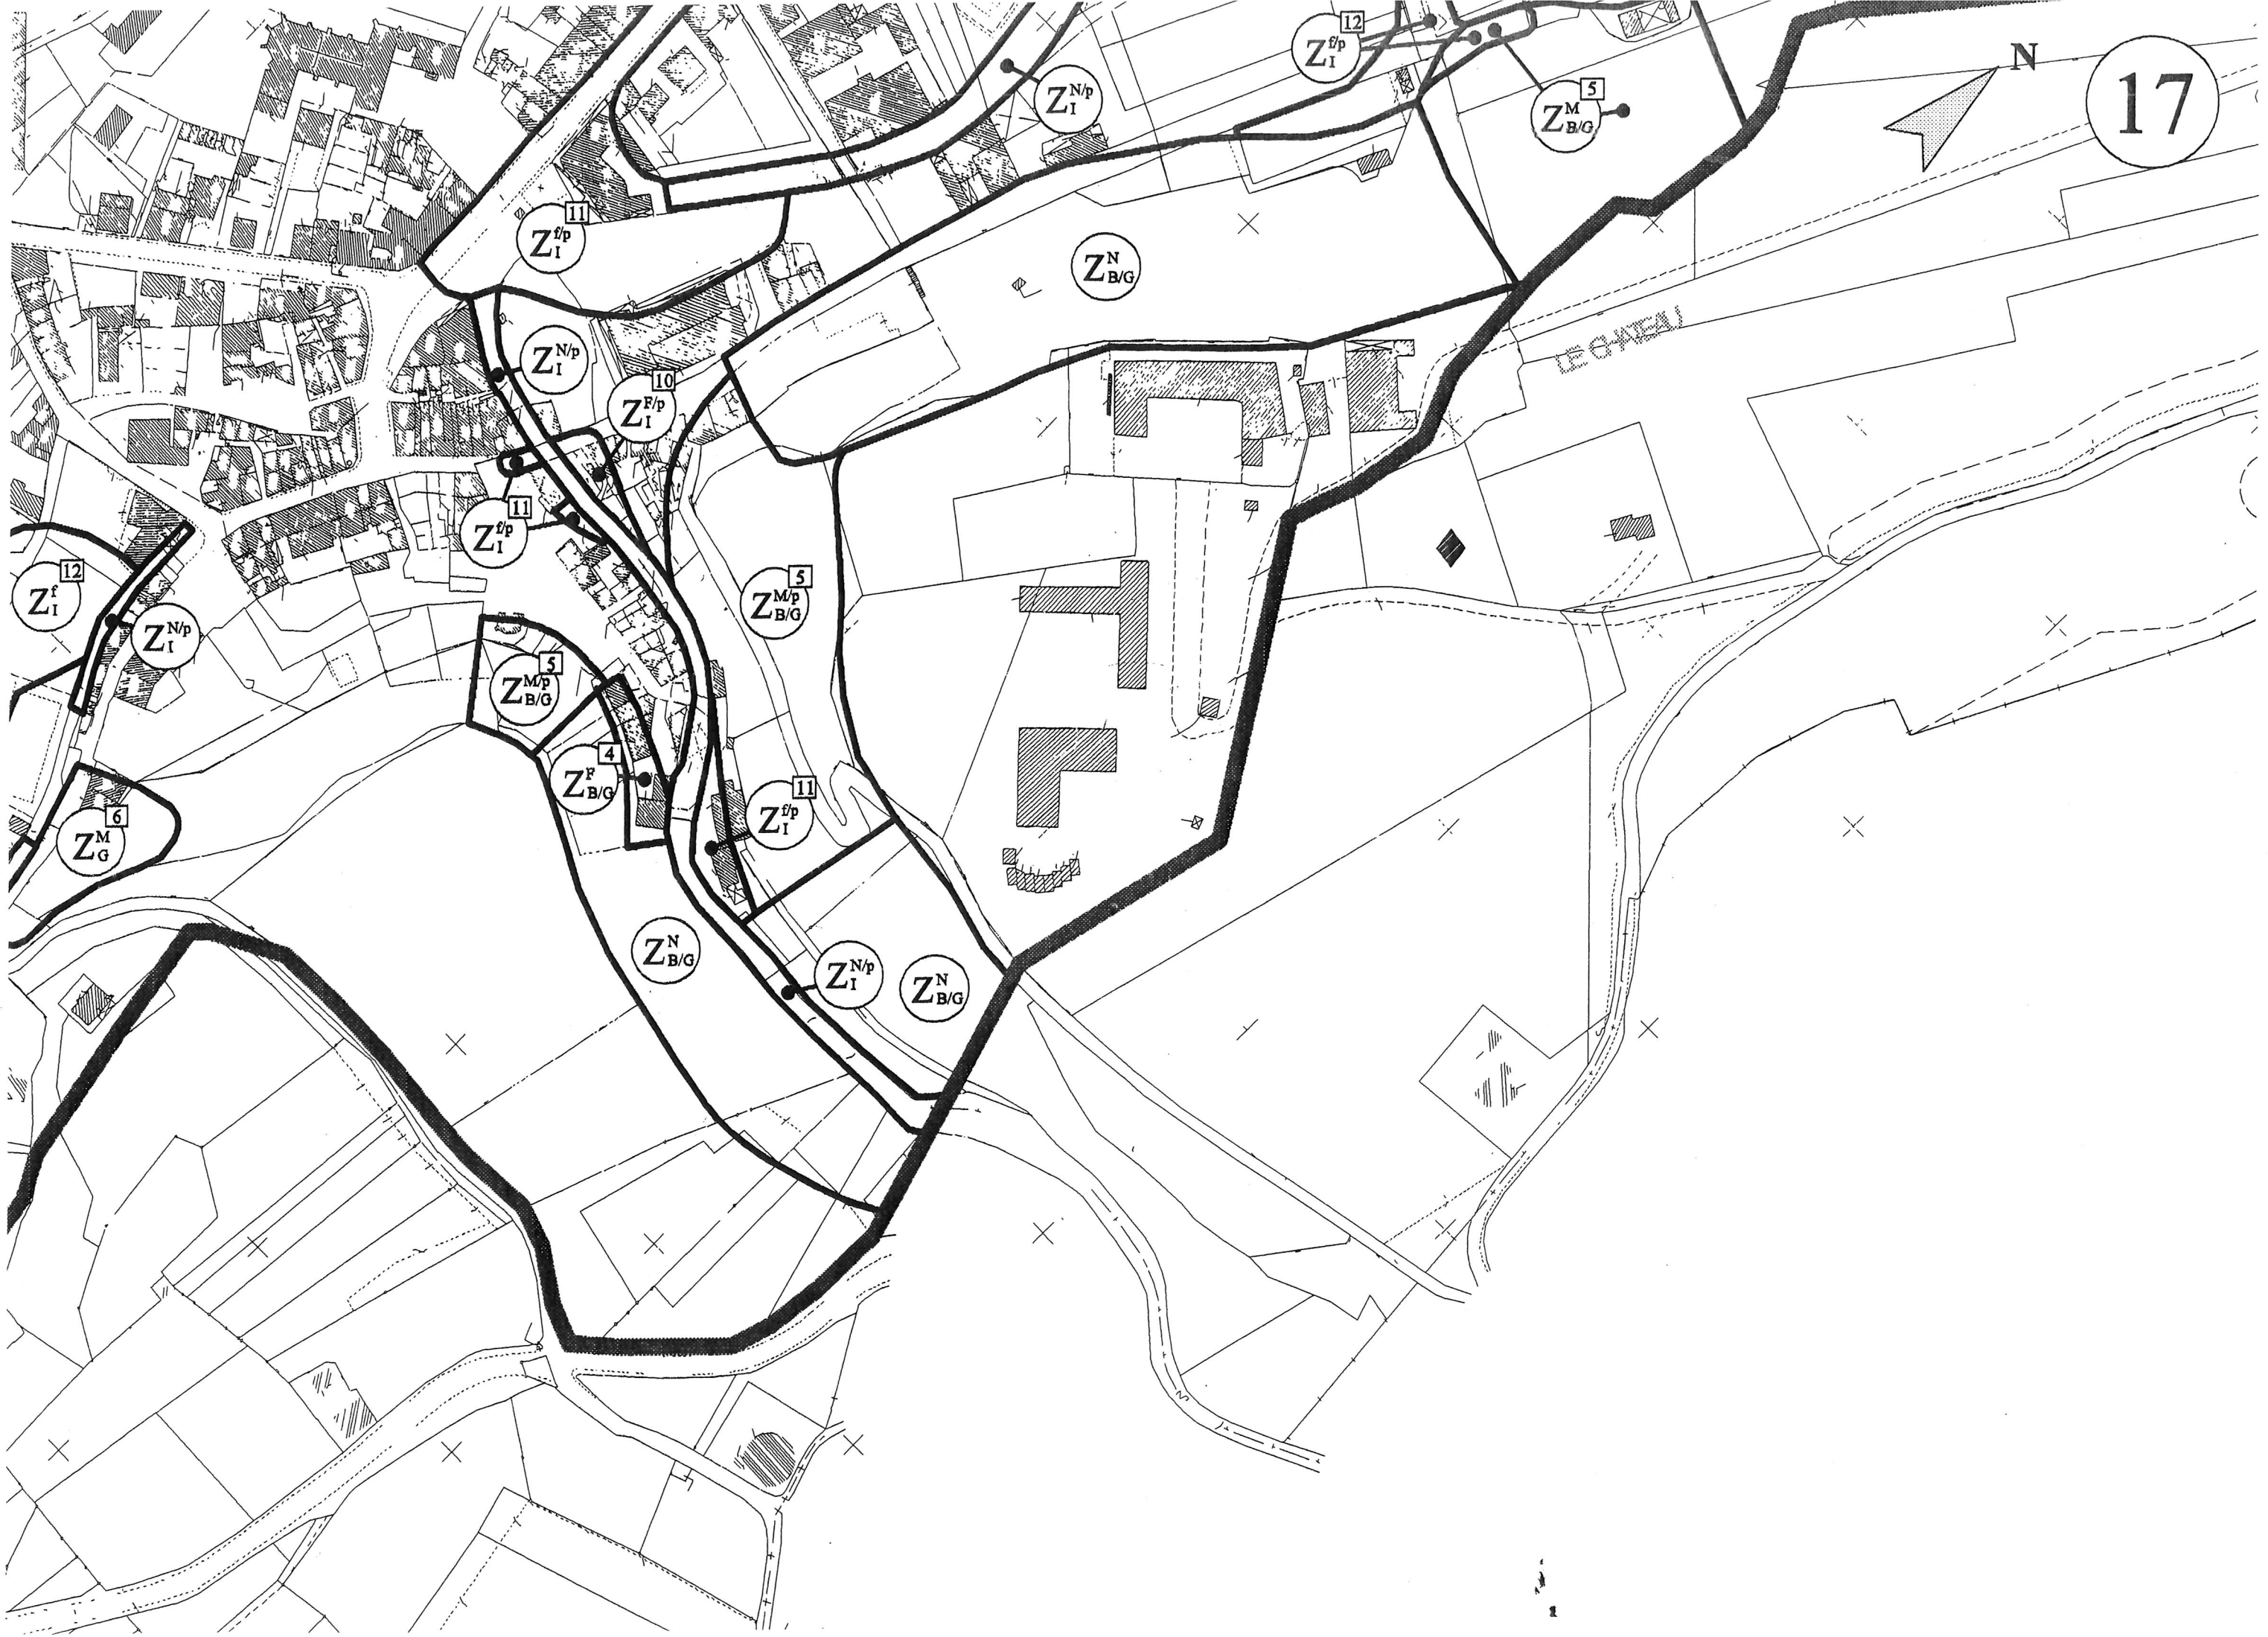 12
Z I f/p
N
17
Z I N/p
5
Z B/G M
11
Z I f/p
Z B/G N
LE CHATEAU
Z I N/p
10
Z I F/p
11
Z I f/p
12
Z I f
5
Z B/G M/p
Z I N/p
5
Z B/G M/p
4
Z B/G F
11
Z I f/p
6
Z G M
Z B/G N
Z I N/p
Z B/G N